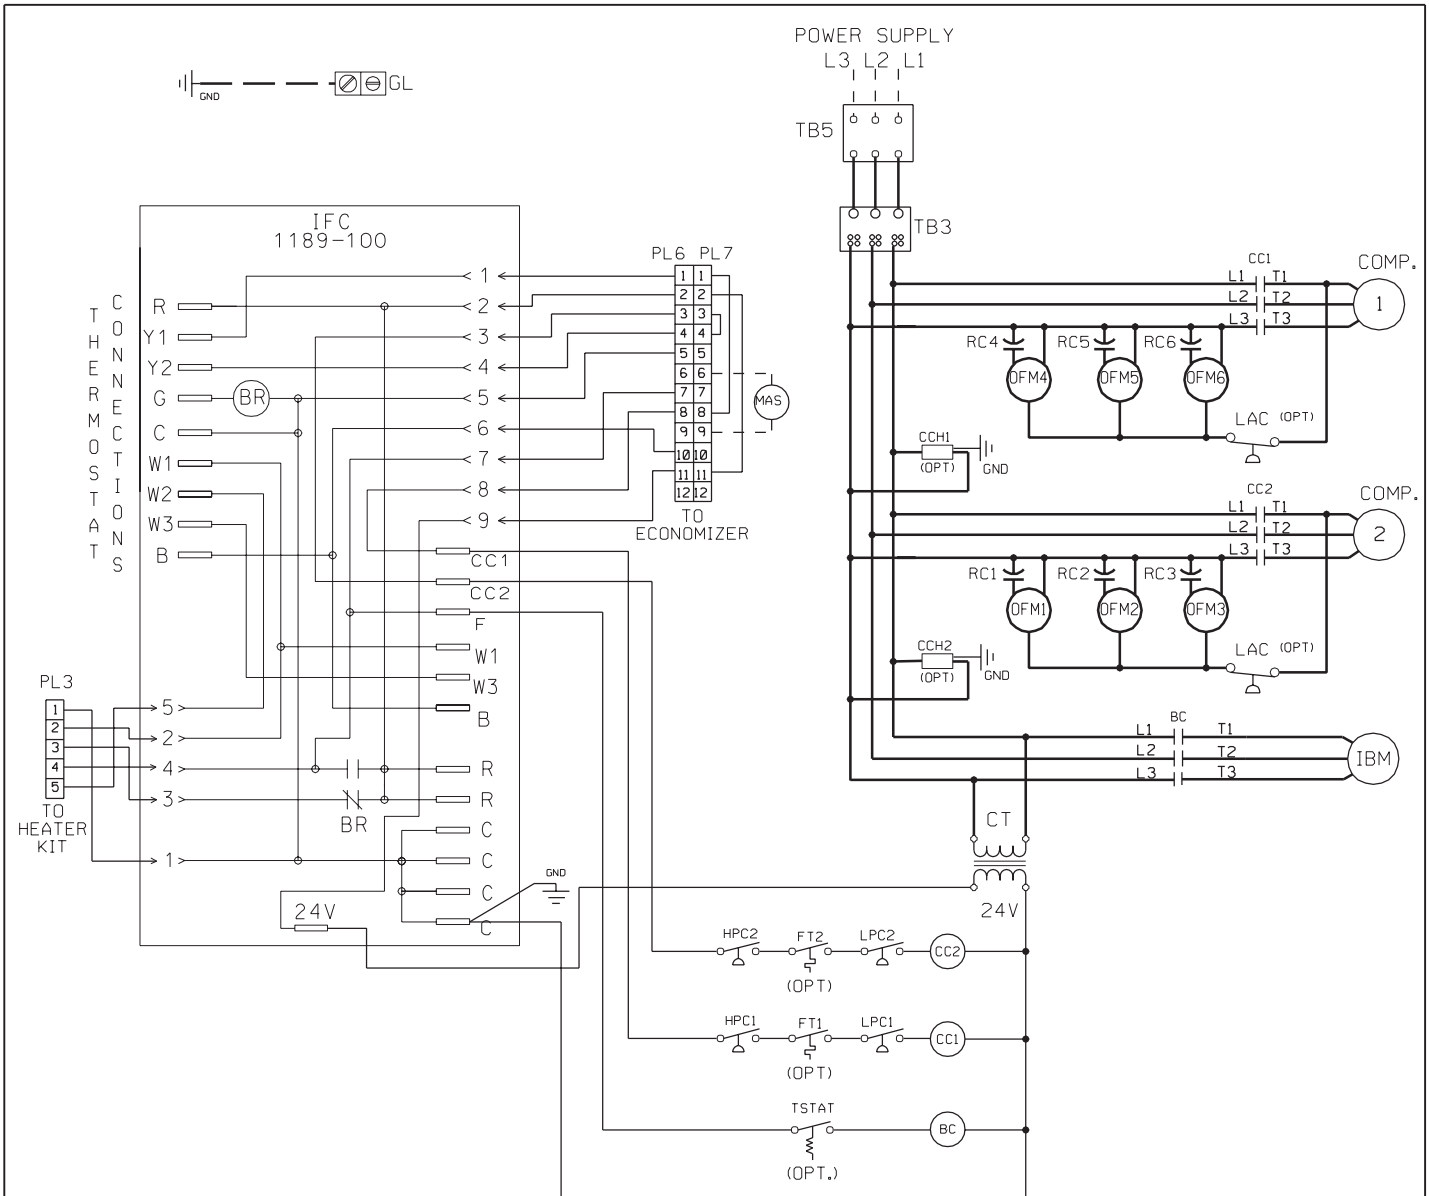 POWER SUPPLY
L3 L2 L1
GND
GL
TB5
TB3
IFC
1189-100
THERMOSTAT
CONNECTIONS
R
Y1
Y2
G
BR
C
W1
W2
W3
B
1
2
3
4
5
6
7
8
9
CC1
CC2
F
W1
W3
B
R
R
C
C
C
C
5
2
4
3
1
BR
24V
GND
PL3
1
2
3
4
5
TO
HEATER
KIT
PL6 PL7
1 1
2 2
3 3
4 4
5 5
6 6
7 7
8 8
9 9
10 10
11 11
12 12
TO
ECONOMIZER
MAS
CC1
COMP.
L1 T1
L2 T2
L3 T3
1
RC4 RC5 RC6
OFM4 OFM5 OFM6
LAC (OPT)
CCH1
(OPT)
GND
CC2
COMP.
L1 T1
L2 T2
L3 T3
2
RC1 RC2 RC3
OFM1 OFM2 OFM3
LAC (OPT)
CCH2
(OPT)
GND
BC
L1 T1
L2 T2
L3 T3
IBM
CT
24V
HPC2 FT2 LPC2
CC2
(OPT)
HPC1 FT1 LPC1
CC1
(OPT)
TSTAT
BC
(OPT.)